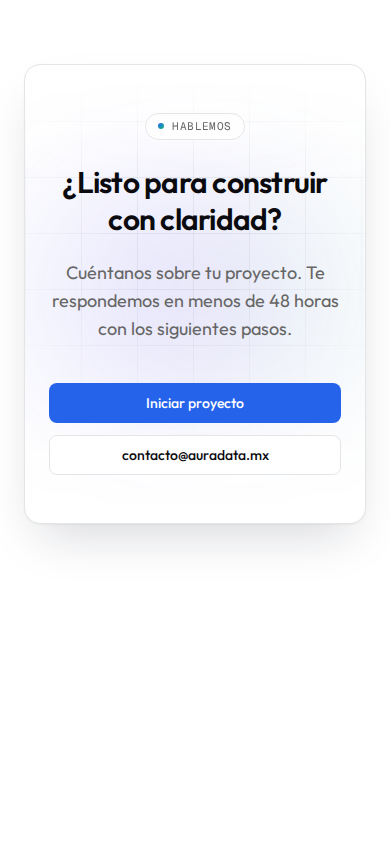 HABLEMOS
¿Listo para construir
con claridad?
Cuéntanos sobre tu proyecto. Te
respondemos en menos de 48 horas
con los siguientes pasos.
Iniciar proyecto
contacto@auradata.mx